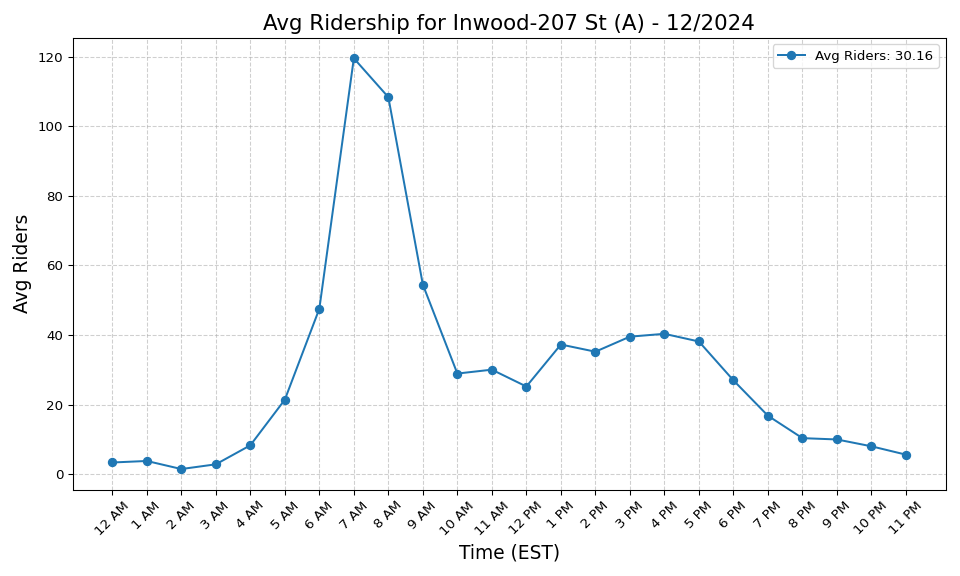 Avg Ridership for Inwood-207 St (A) - 12/2024
Avg Riders: 30.16
Avg Riders
120
100
80
60
40
20
0
12 AM
1 AM
2 AM
3 AM
4 AM
5 AM
6 AM
7 AM
8 AM
9 AM
10 AM
11 AM
12 PM
1 PM
2 PM
3 PM
4 PM
5 PM
6 PM
7 PM
8 PM
9 PM
10 PM
11 PM
Time (EST)